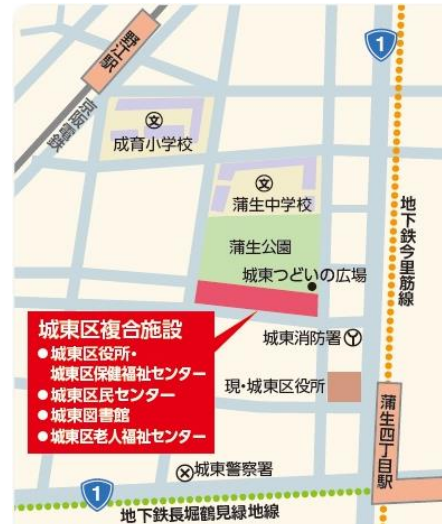 1
野江駅
京阪電鉄
文
成育小学校
文
蒲生中学校
蒲生公園
城東つどいの広場
地下鉄今里筋線
城東区複合施設
●城東区役所・
城東区保健福祉センター
●城東区民センター
●城東図書館
●城東区老人福祉センター
城東消防署
現・城東区役所
蒲生四丁目駅
城東警察署
1
地下鉄長堀鶴見緑地線